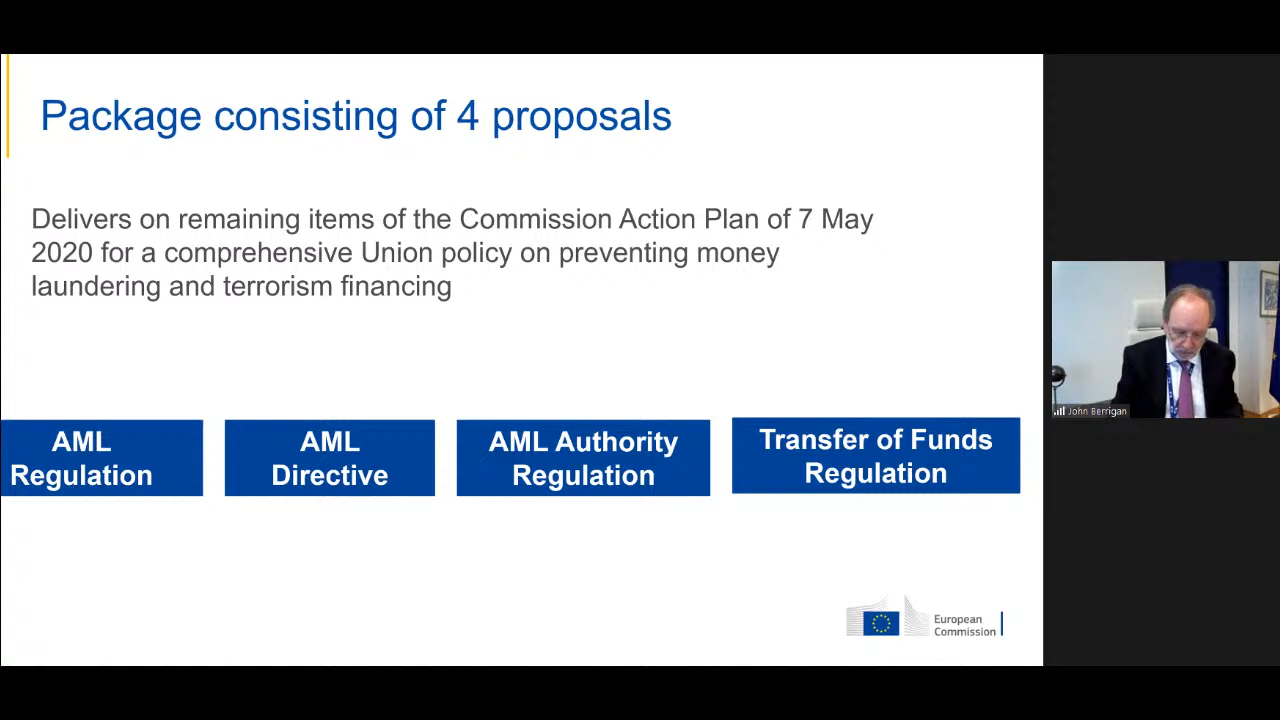 Package consisting of 4 proposals
Delivers on remaining items of the Commission Action Plan of 7 May
2020 for a comprehensive Union policy on preventing money
laundering and terrorism financing
AML
Regulation
AML
Directive
AML Authority
Regulation
Transfer of Funds
Regulation
European
Commission
John Berrigan